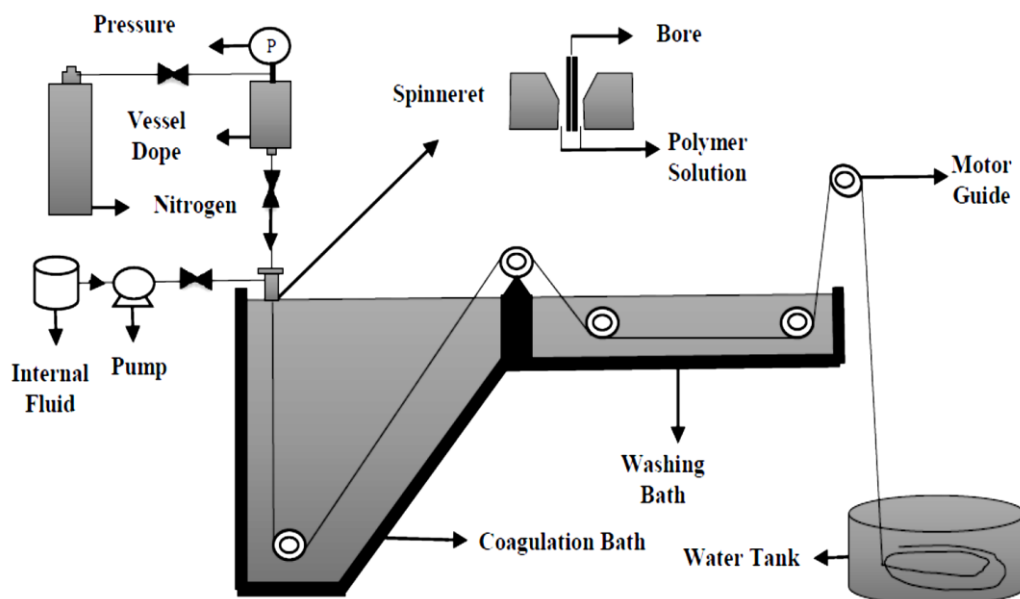 Pressure
P
Bore
Spinneret
Vessel
Dope
Polymer
Solution
Motor
Guide
Nitrogen
Internal
Fluid
Pump
Washing
Bath
Coagulation Bath
Water Tank